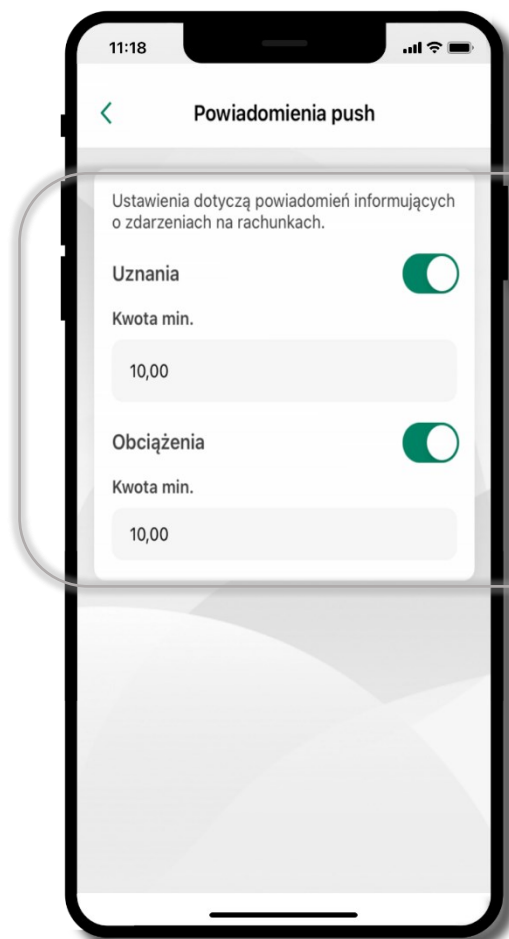 11:18
Powiadomienia push
Ustawienia dotyczą powiadomień informujących
o zdarzeniach na rachunkach.
Uznania
Kwota min.
10,00
Obciążenia
Kwota min.
10,00